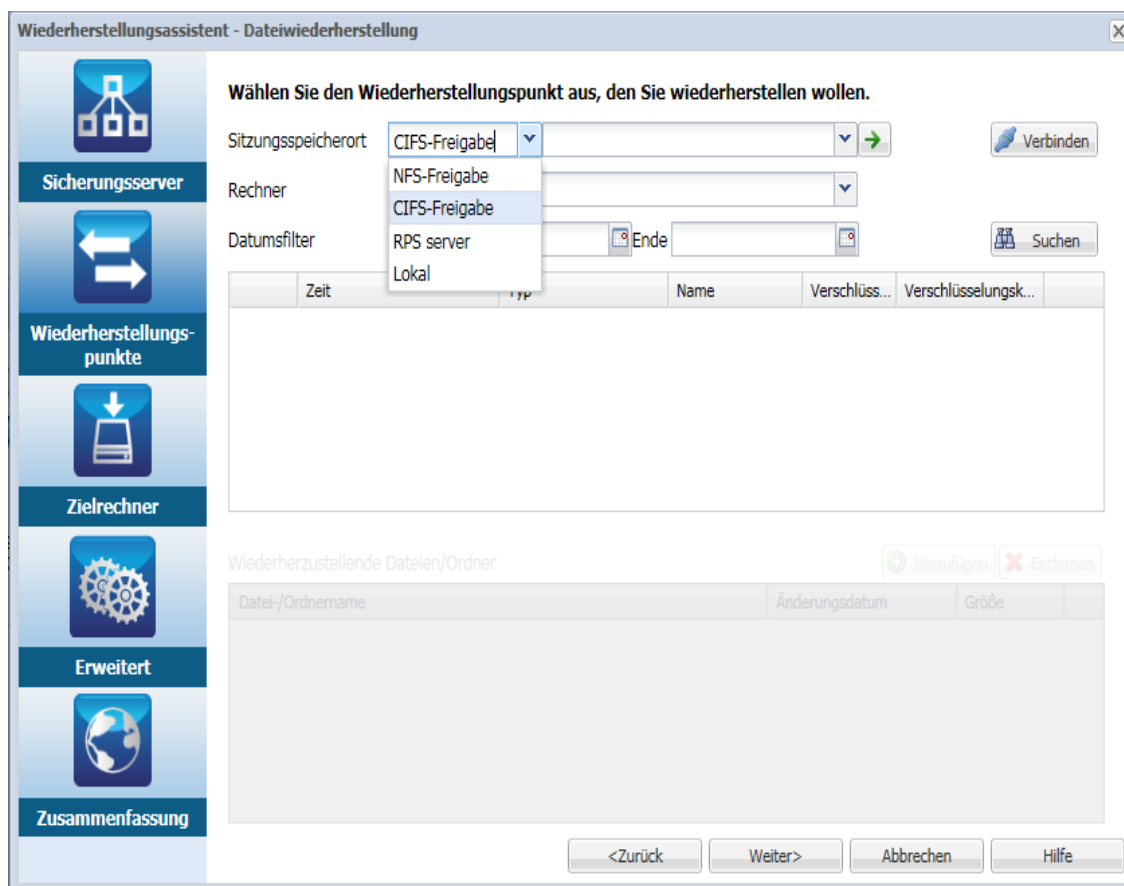 Wiederherstellungsassistent - Dateiwiederherstellung
Sicherungsserver
Wiederherstellungs-
punkte
Zielrechner
Erweitert
Zusammenfassung
Wählen Sie den Wiederherstellungspunkt aus, den Sie wiederherstellen wollen.
Sitzungsspeicherort CIFS-Freigabe Verbinden
NFS-Freigabe
CIFS-Freigabe
RPS server
Lokal
Rechner
Datumsfilter Ende Suchen
Zeit Typ Name Verschlüss... Verschlüsselungsk...
Wiederherzustellende Dateien/Ordner Hinzufügen Entfernen
Datei-/Ordnername Änderungsdatum Größe
<Zurück Weiter> Abbrechen Hilfe